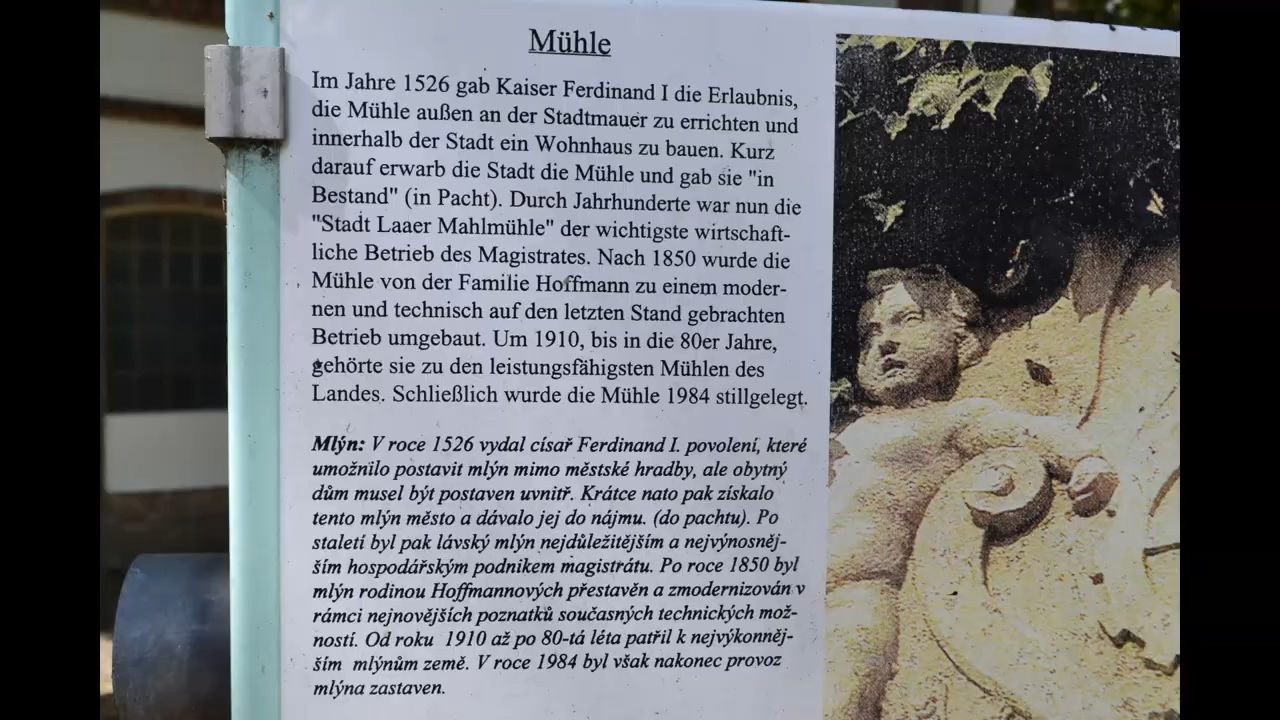 Mühle
Im Jahre 1526 gab Kaiser Ferdinand I die Erlaubnis,
die Mühle außen an der Stadtmauer zu errichten und
innerhalb der Stadt ein Wohnhaus zu bauen. Kurz
darauf erwarb die Stadt die Mühle und gab sie "in
Bestand" (in Pacht). Durch Jahrhunderte war nun die
"Stadt Laaer Mahlmühle" der wichtigste wirtschaft-
liche Betrieb des Magistrates. Nach 1850 wurde die
Mühle von der Familie Hoffmann zu einem moder-
nen und technisch auf den letzten Stand gebrachten
Betrieb umgebaut. Um 1910, bis in die 80er Jahre,
gehörte sie zu den leistungsfähigsten Mühlen des
Landes. Schließlich wurde die Mühle 1984 stillgelegt.
Mlýn: V roce 1526 vydal císař Ferdinand I. povolení, které
umožnilo postavit mlýn mimo městské hradby, ale obytný
dům musel být postaven uvnitř. Krátce nato pak získalo
tento mlýn město a dávalo jej do nájmu. (do pachtu). Po
staletí byl pak lávský mlýn nejdůležitějším a nejvýnosněj-
ším hospodářským podnikem magistrátu. Po roce 1850 byl
mlýn rodinou Hoffmannových přestavěn a zmodernizován v
rámci nejnovějších poznatků současných technických mož-
ností. Od roku 1910 až po 80-tá léta patřil k nejvýkonněj-
ším mlýnům země. V roce 1984 byl však nakonec provoz
mlýna zastaven.